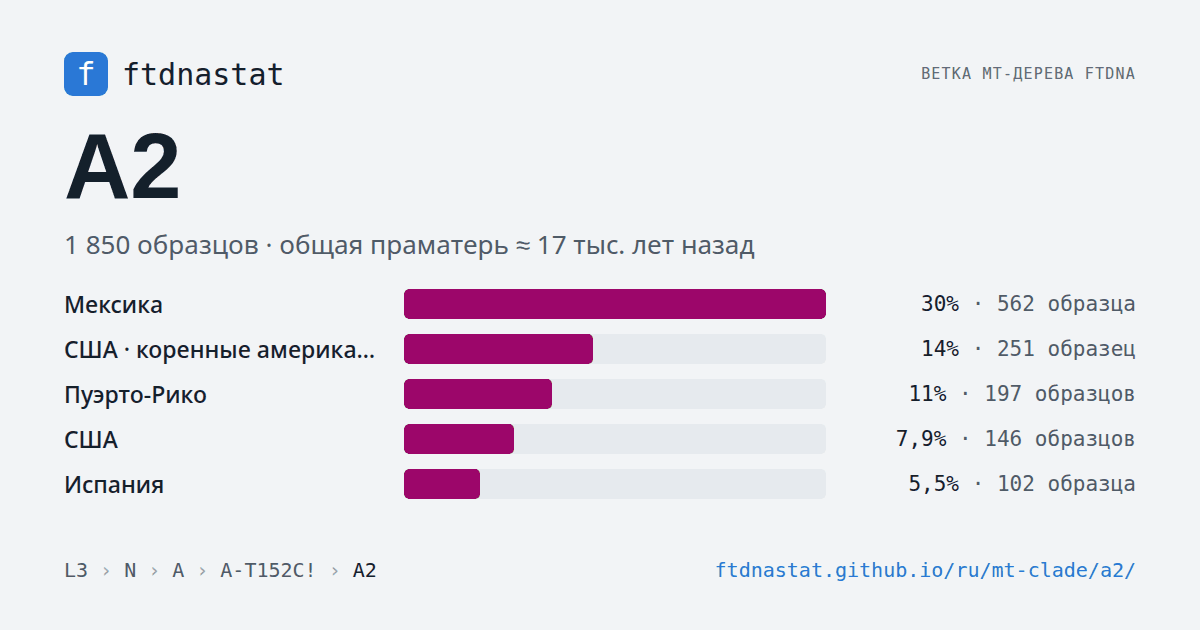 f ftdnastat
ВЕТКА МТ-ДЕРЕВА FTDNA
A2
1 850 образцов · общая праматерь ≈ 17 тыс. лет назад
Мексика 30% · 562 образца
США · коренные америка… 14% · 251 образец
Пуэрто-Рико 11% · 197 образцов
США 7,9% · 146 образцов
Испания 5,5% · 102 образца
L3 › N › A › A-T152C! › A2
ftdnastat.github.io/ru/mt-clade/a2/